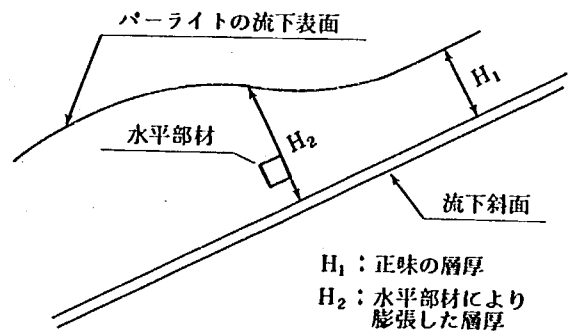 パーライトの流下表面
H₁
水平部材
H₂
流下斜面
H₁：正味の層厚
H₂：水平部材により
膨張した層厚